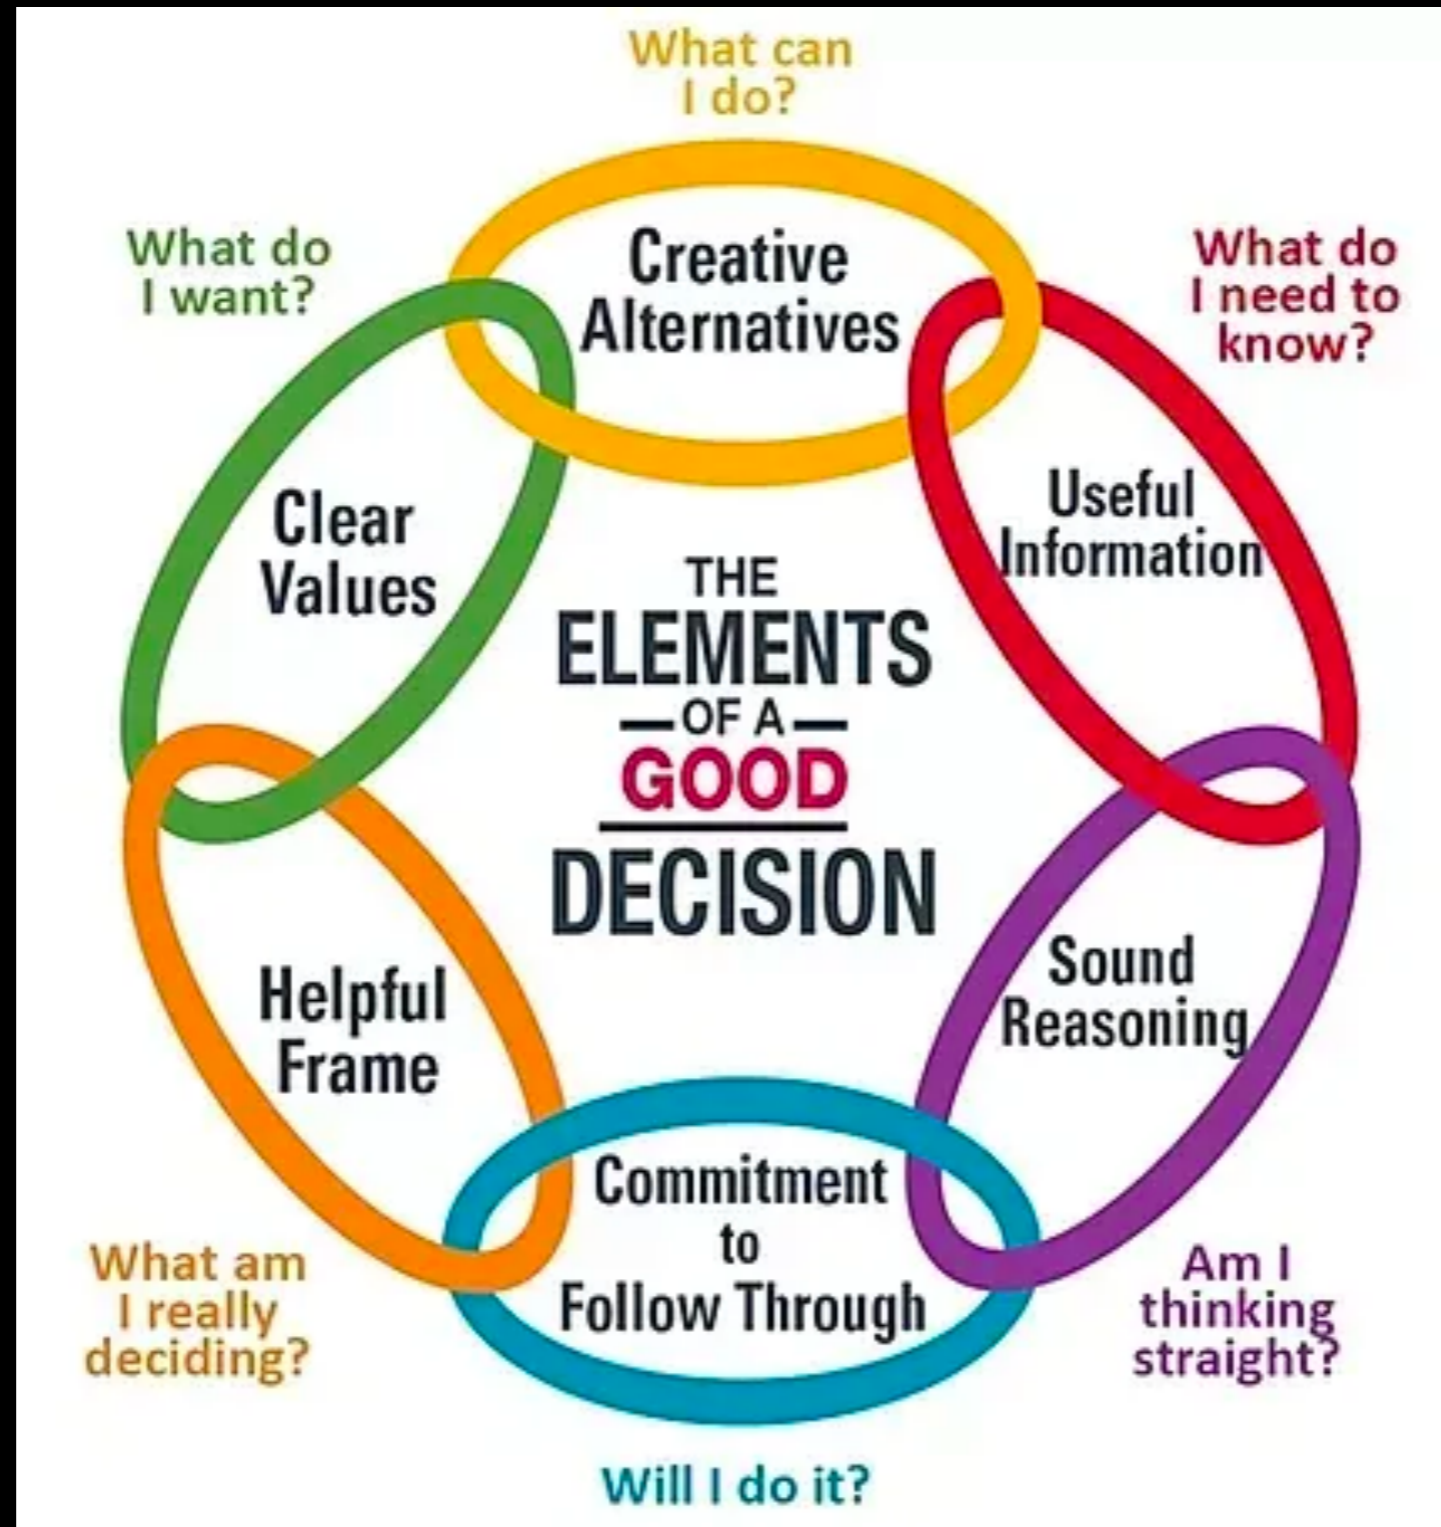 What can
I do?
Creative
Alternatives
What do
I need to
know?
Useful
Information
Am I
thinking
straight?
Sound
Reasoning
Will I do it?
Commitment
to
Follow Through
What am
I really
deciding?
Helpful
Frame
What do
I want?
Clear
Values
THE
ELEMENTS
OF A
GOOD
DECISION